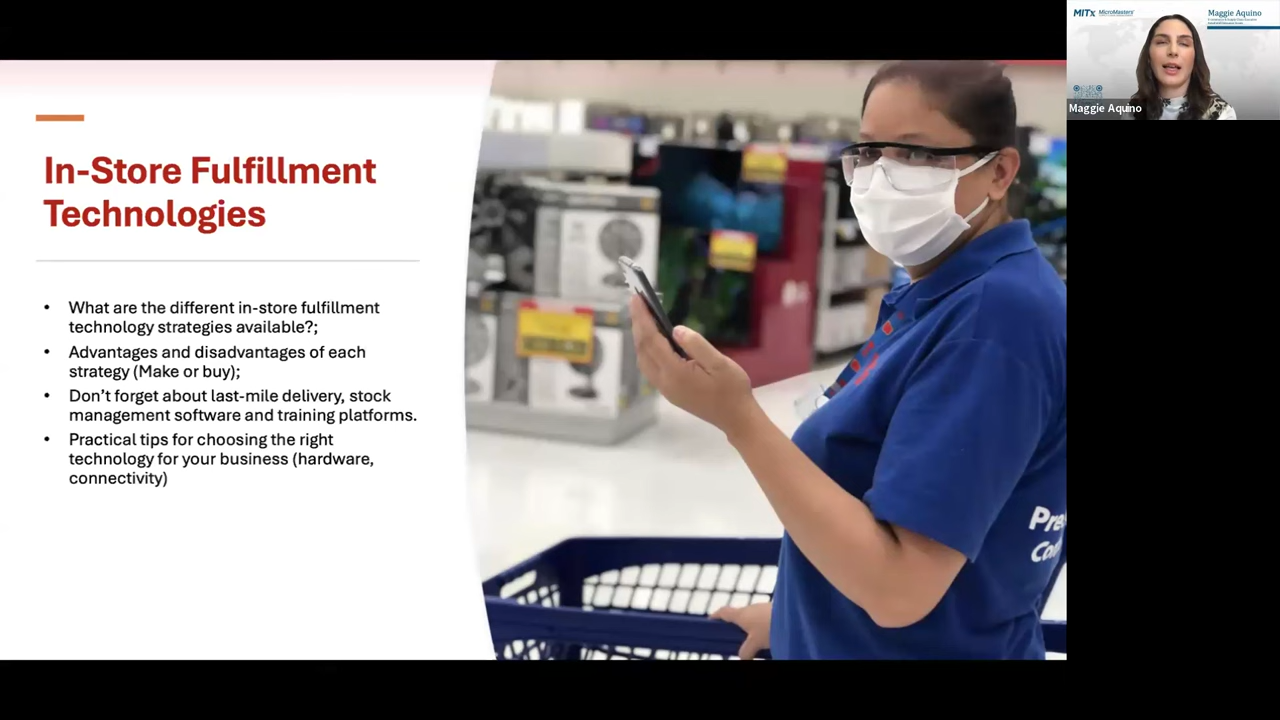 In-Store Fulfillment
Technologies
• What are the different in-store fulfillment
technology strategies available?;
• Advantages and disadvantages of each
strategy (Make or buy);
• Don’t forget about last-mile delivery, stock
management software and training platforms.
• Practical tips for choosing the right
technology for your business (hardware,
connectivity)
MITx MicroMasters
Maggie Aquino
Maggie Aquino